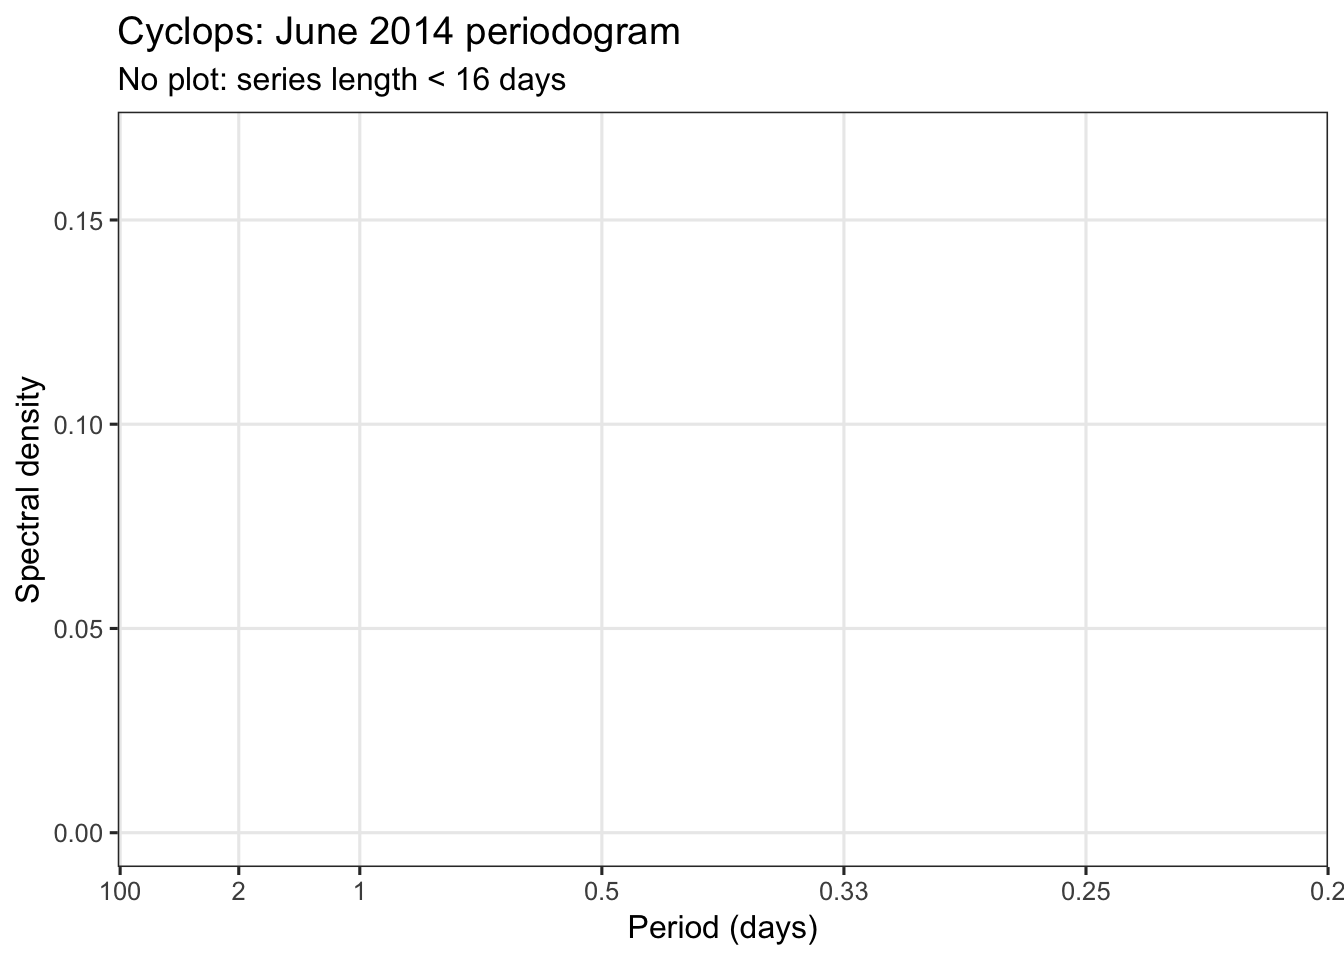 Cyclops: June 2014 periodogram
No plot: series length < 16 days
Spectral density
0.15
0.10
0.05
0.00
100 2 1 0.5 0.33 0.25 0.2
Period (days)